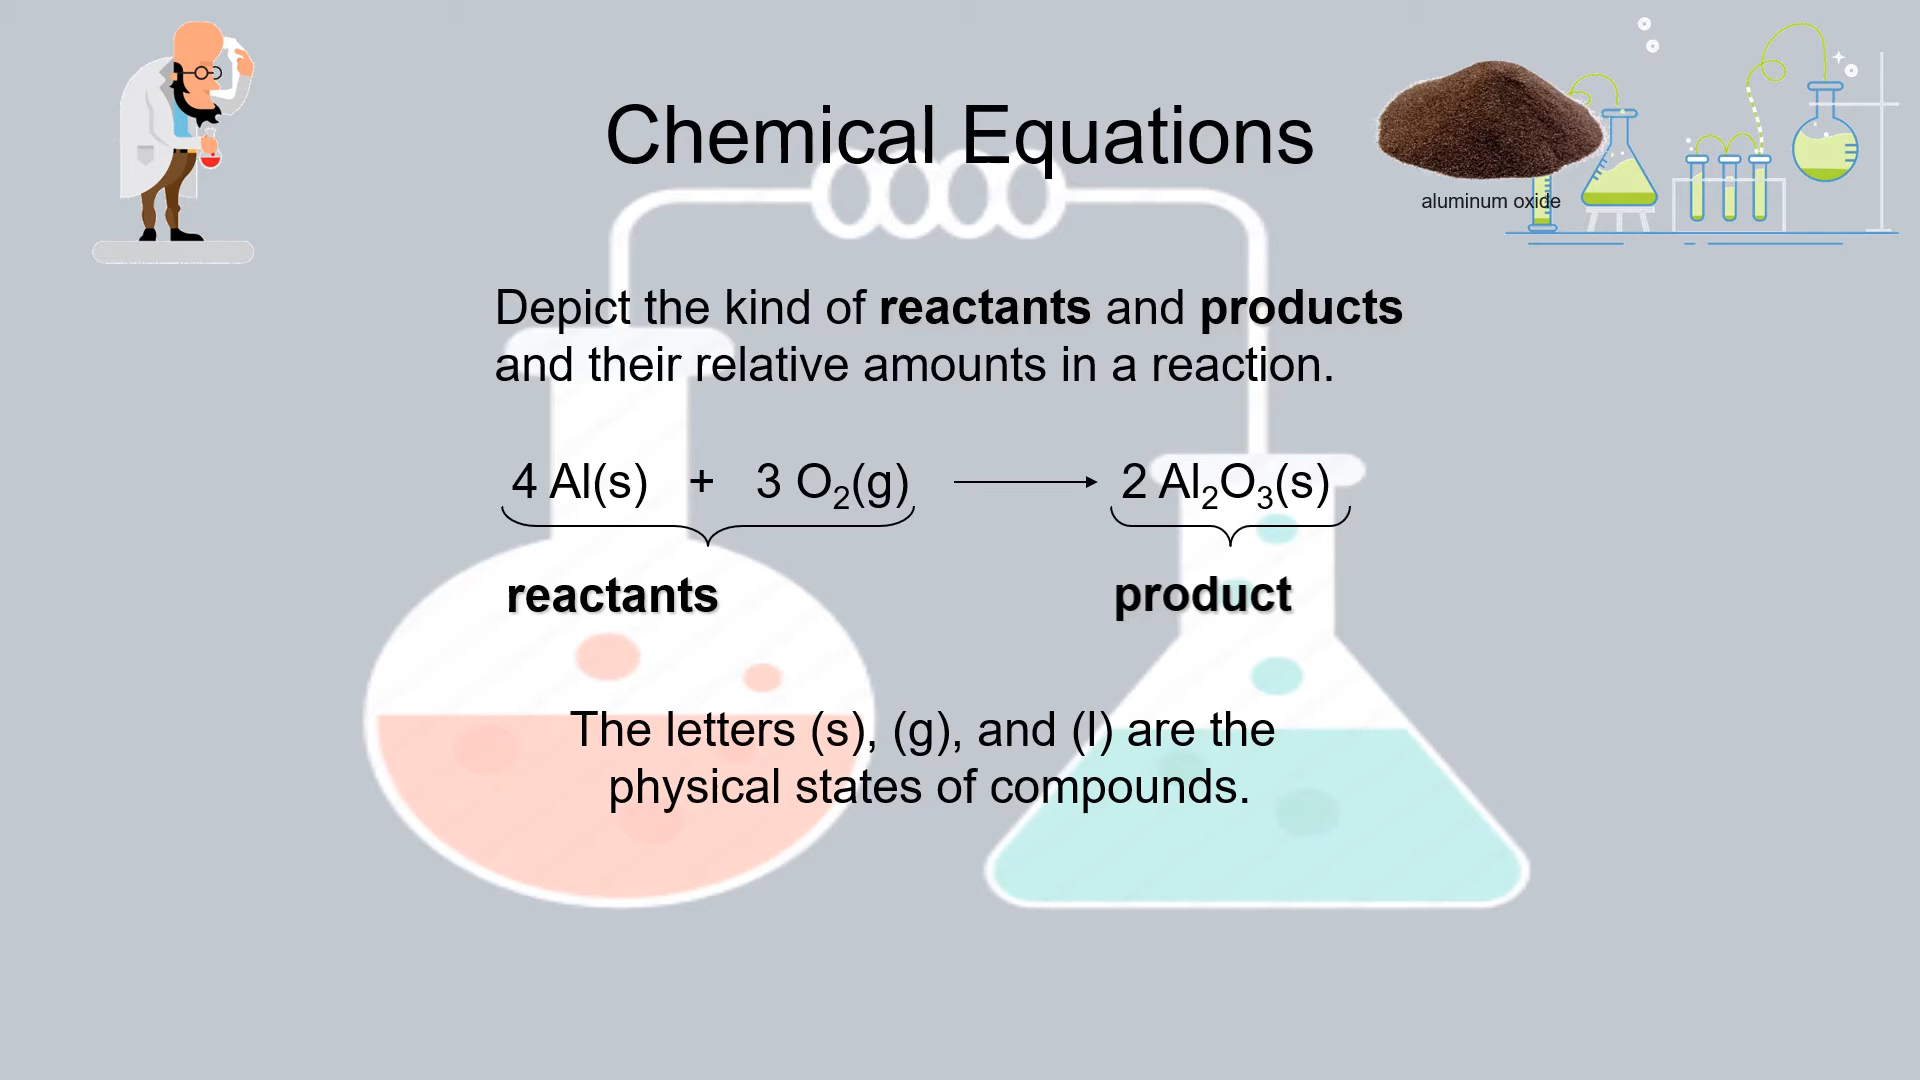 Chemical Equations
aluminum oxide
Depict the kind of reactants and products
and their relative amounts in a reaction.
4 Al(s) + 3 O₂(g) ⟶ 2 Al₂O₃(s)
reactants product
The letters (s), (g), and (l) are the
physical states of compounds.